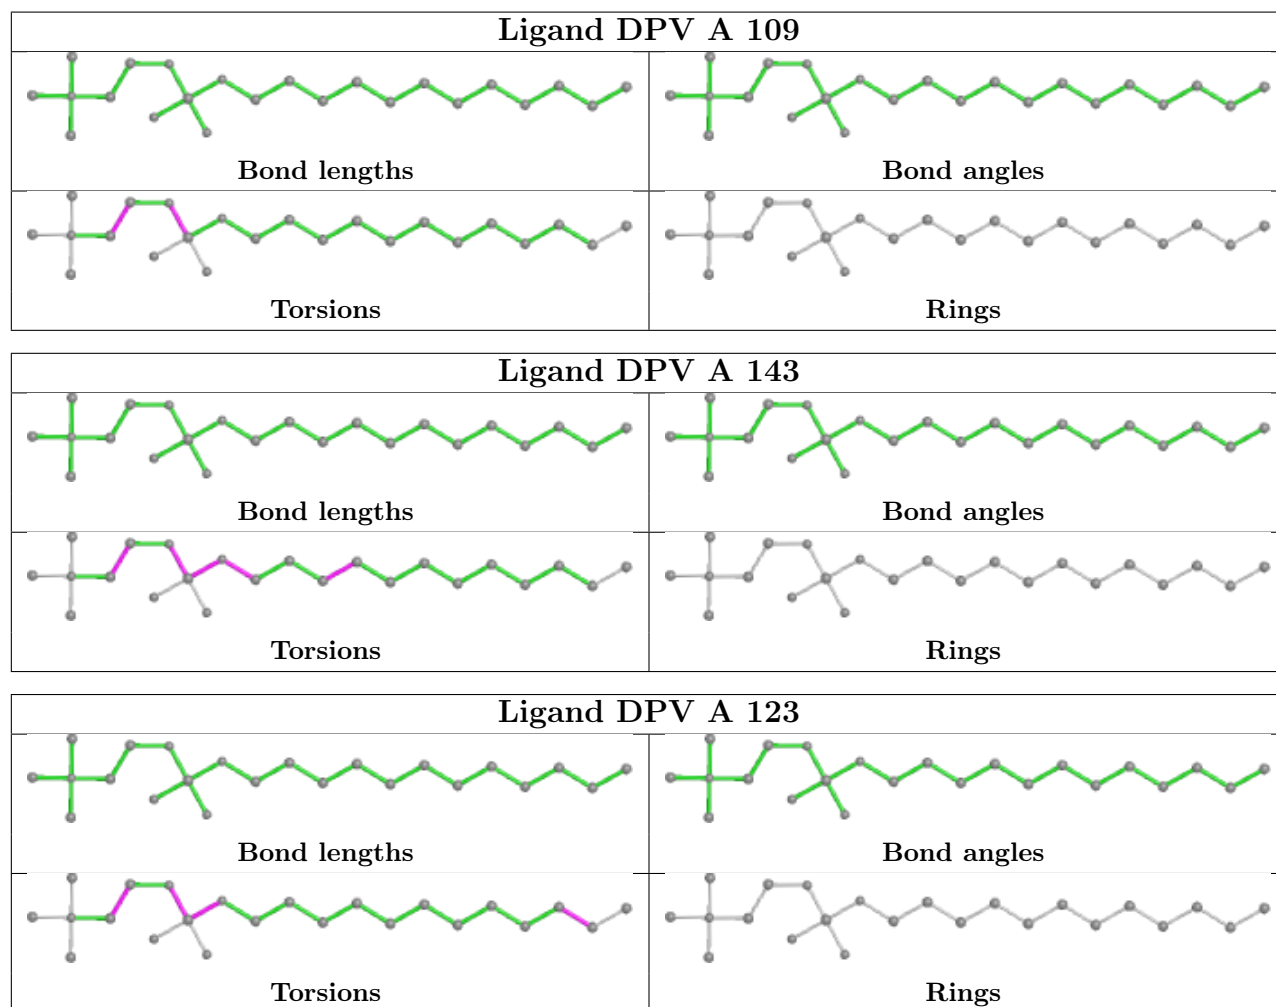 Ligand DPV A 109
Bond lengths
Bond angles
Torsions
Rings
Ligand DPV A 143
Bond lengths
Bond angles
Torsions
Rings
Ligand DPV A 123
Bond lengths
Bond angles
Torsions
Rings